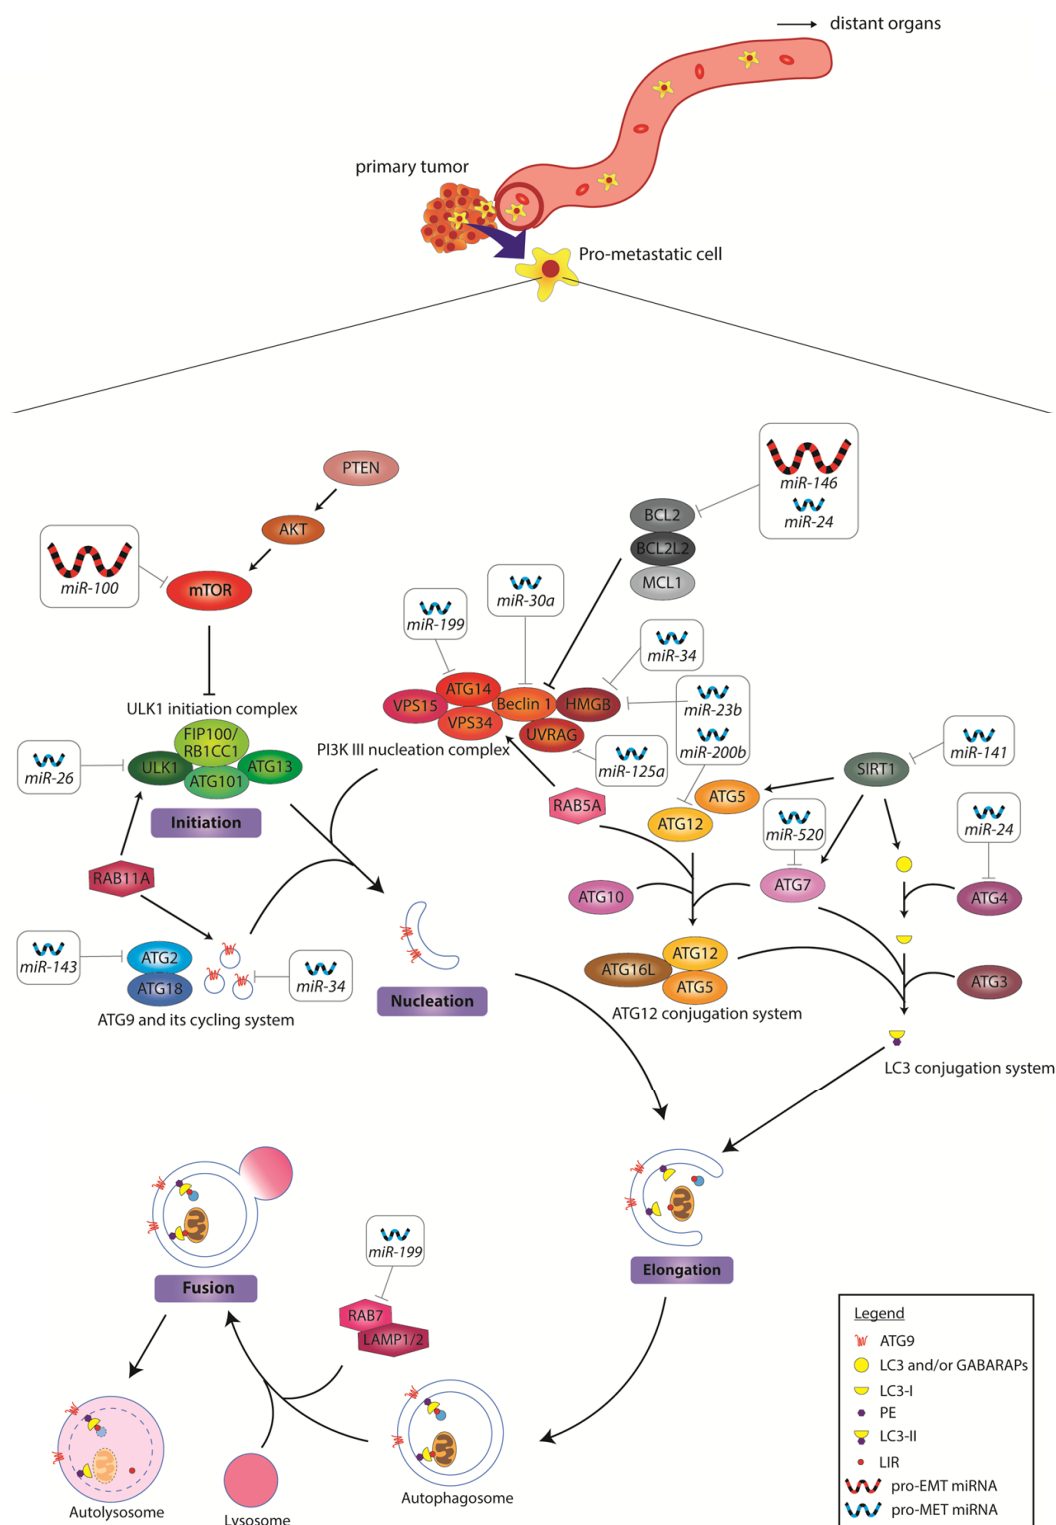 distant organs
primary tumor
Pro-metastatic cell
PTEN
miR-146
miR-24
BCL2
AKT
BCL2L2
miR-100
mTOR
MCL1
miR-30a
miR-199
miR-34
ATG14
VPS15
Beclin 1
HMGB
miR-23b
ULK1 initiation complex
VPS34
UVRAG
FIP100/
RB1CC1
PI3K III nucleation complex
miR-200b
miR-141
miR-26
ULK1
ATG13
ATG101
miR-125a
SIRT1
ATG5
RAB5A
Initiation
ATG12
miR-520
miR-24
RAB11A
ATG10
ATG7
ATG4
miR-143
ATG2
ATG12
ATG16L
ATG3
ATG18
miR-34
ATG5
Nucleation
ATG9 and its cycling system
ATG12 conjugation system
LC3 conjugation system
miR-199
Elongation
Fusion
RAB7
LAMP1/2
Legend
ATG9
LC3 and/or GABARAPs
LC3-I
PE
LC3-II
LIR
pro-EMT miRNA
pro-MET miRNA
Autophagosome
Autolysosome
Lysosome